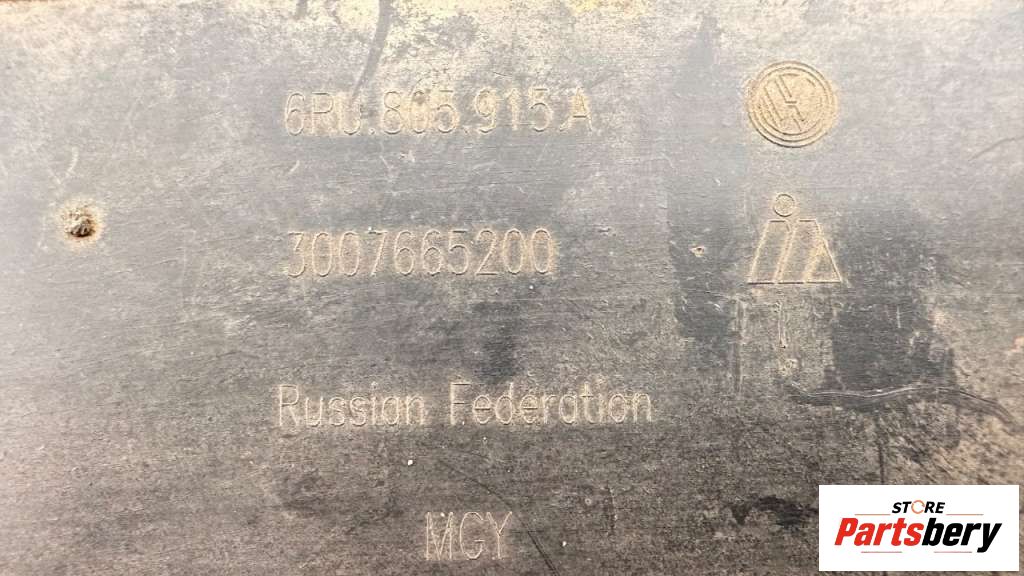 6RU.805.915.A
3007665200
Russian Federation
MGY
STORE
Partsbery